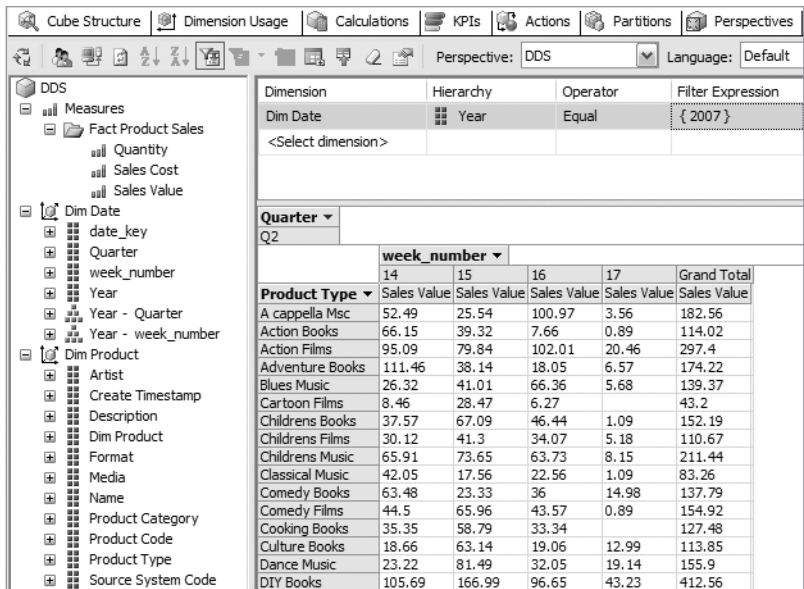 Cube Structure Dimension Usage Calculations KPIs Actions Partitions Perspectives
Perspective: DDS Language: Default
DDS
Measures
Fact Product Sales
Quantity
Sales Cost
Sales Value
Dim Date
date_key
Quarter
week_number
Year
Year - Quarter
Year - week_number
Dim Product
Artist
Create Timestamp
Description
Dim Product
Format
Media
Name
Product Category
Product Code
Product Type
Source System Code
Dimension Hierarchy Operator Filter Expression
Dim Date Year Equal { 2007 }
<Select dimension>
Quarter
Q2
week_number
14 15 16 17 Grand Total
Product Type Sales Value Sales Value Sales Value Sales Value Sales Value
A cappella Msc 52.49 25.54 100.97 3.56 182.56
Action Books 66.15 39.32 7.66 0.89 114.02
Action Films 95.09 79.84 102.01 20.46 297.4
Adventure Books 111.46 38.14 18.05 6.57 174.22
Blues Music 26.32 41.01 66.36 5.68 139.37
Cartoon Films 8.46 28.47 6.27 43.2
Childrens Books 37.57 67.09 46.44 1.09 152.19
Childrens Films 30.12 41.3 34.07 5.18 110.67
Childrens Music 65.91 73.65 63.73 8.15 211.44
Classical Music 42.05 17.56 22.56 1.09 83.26
Comedy Books 63.48 23.33 36 14.98 137.79
Comedy Films 44.5 65.96 43.57 0.89 154.92
Cooking Books 35.35 58.79 33.34 127.48
Culture Books 18.66 63.14 19.06 12.99 113.85
Dance Music 23.22 81.49 32.05 19.14 155.9
DIY Books 105.69 166.99 96.65 43.23 412.56